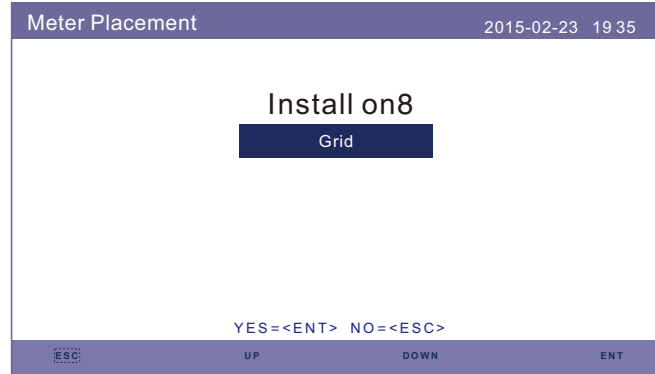 Meter Placement 2015-02-23 19 35
Install on8
Grid
YES=<ENT> NO=<ESC>
ESC UP DOWN ENT